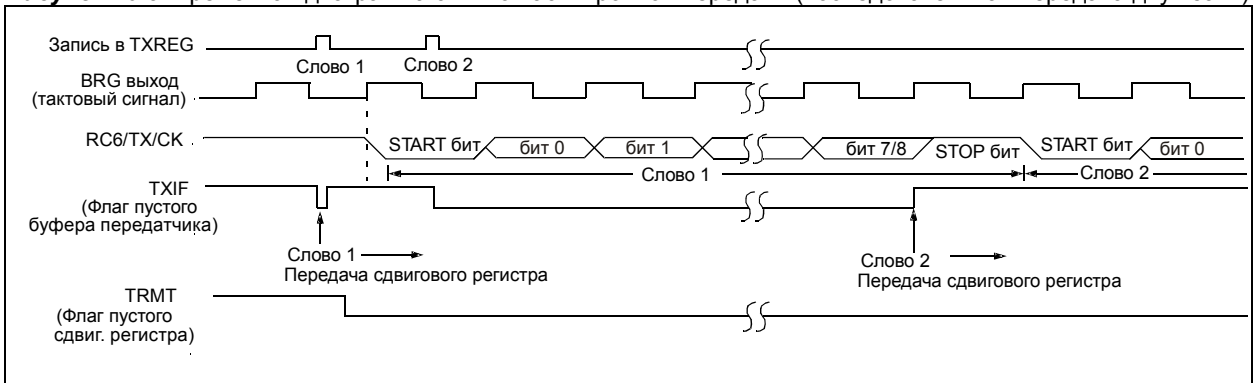 Запись в TXREG
Слово 1
Слово 2
BRG выход
(тактовый сигнал)
RC6/TX/CK
START бит
бит 0
бит 1
бит 7/8
STOP бит
START бит
бит 0
Слово 1
Слово 2
TXIF
(Флаг пустого
буфера передатчика)
Слово 1
Передача сдвигового регистра
Слово 2
Передача сдвигового регистра
TRMT
(Флаг пустого
сдвиг. регистра)